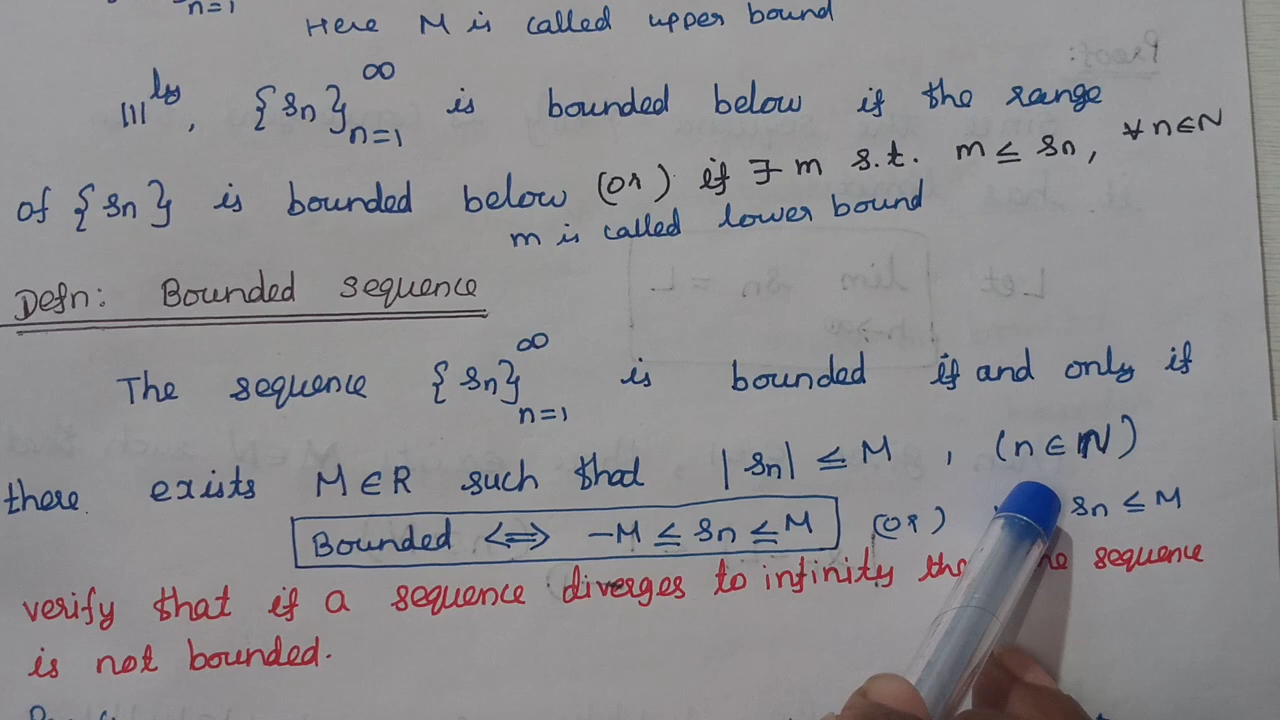 n=1
Here M is called upper bound
|||ly, {sn}∞n=1 is bounded below if the range
of {sn} is bounded below (or) if ∃ m s.t. m ≤ sn, ∀ n∈N
m is called lower bound
Defn: Bounded sequence
The sequence {sn}∞n=1 is bounded if and only if
there exists M∈R such that |sn| ≤ M, (n∈N)
Bounded ⟺ -M ≤ sn ≤ M (or) sn ≤ M
verify that if a sequence diverges to infinity sequence
is not bounded.